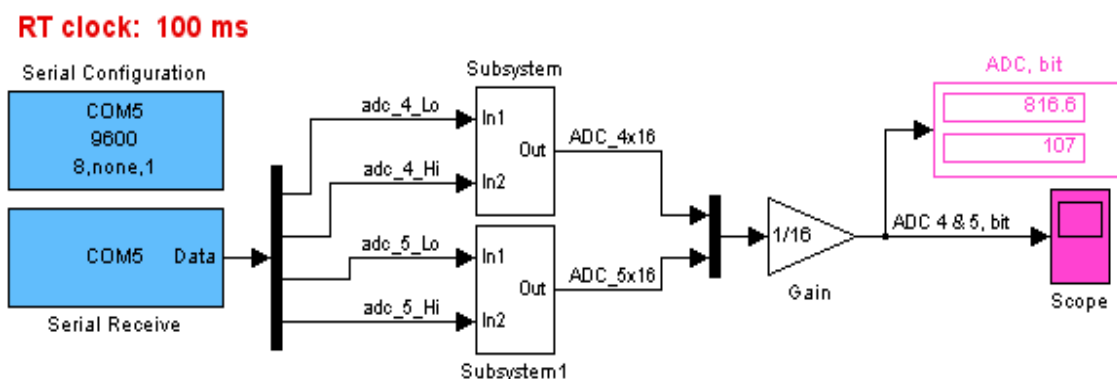 RT clock: 100 ms
Serial Configuration
COM5
9600
8,none,1
COM5 Data
Serial Receive
adc_4_Lo
adc_4_Hi
adc_5_Lo
adc_5_Hi
Subsystem
In1
Out
In2
In1
Out
In2
Subsystem1
ADC_4x16
ADC_5x16
1/16
Gain
ADC, bit
816.6
107
ADC 4 & 5, bit
Scope